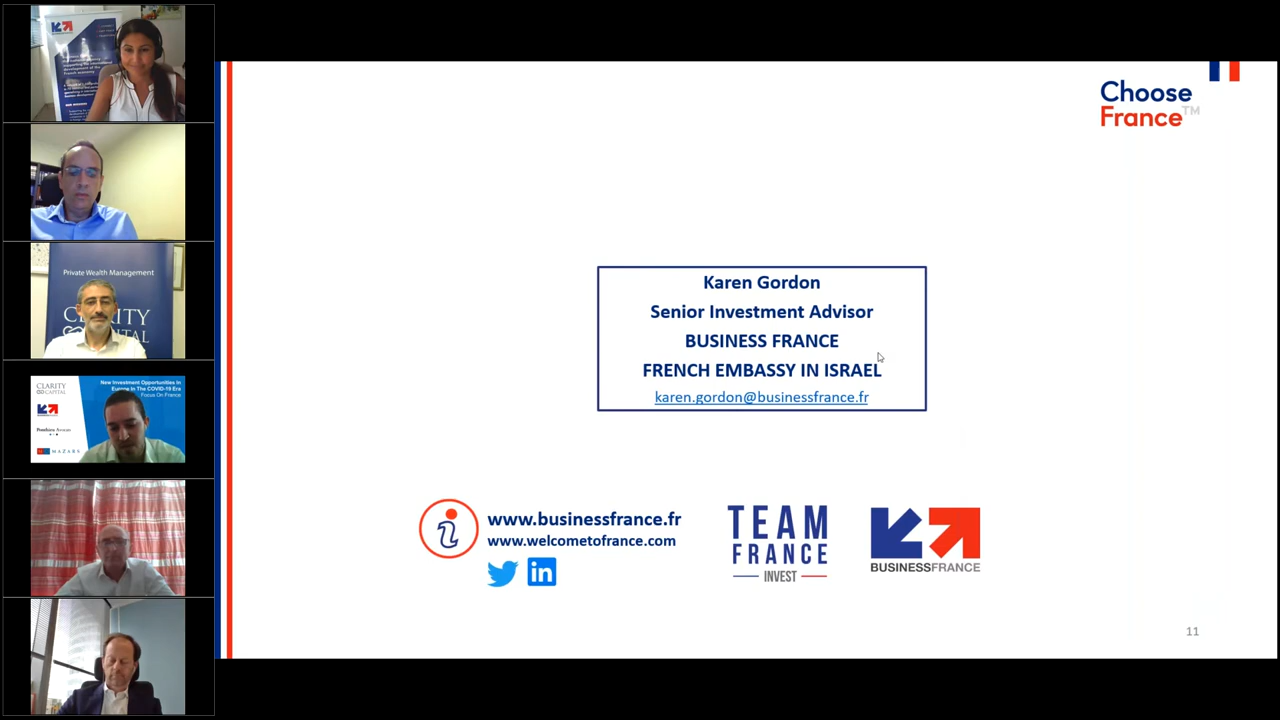 Choose
France™
Karen Gordon
Senior Investment Advisor
BUSINESS FRANCE
FRENCH EMBASSY IN ISRAEL
karen.gordon@businessfrance.fr
www.businessfrance.fr
www.welcometofrance.com
TEAM
FRANCE
INVEST
BUSINESSFRANCE
11
Private Wealth Management
CLARITY
CAPITAL
New Investment Opportunities In
Europe In The COVID-19 Era
Focus On France
MAZARS